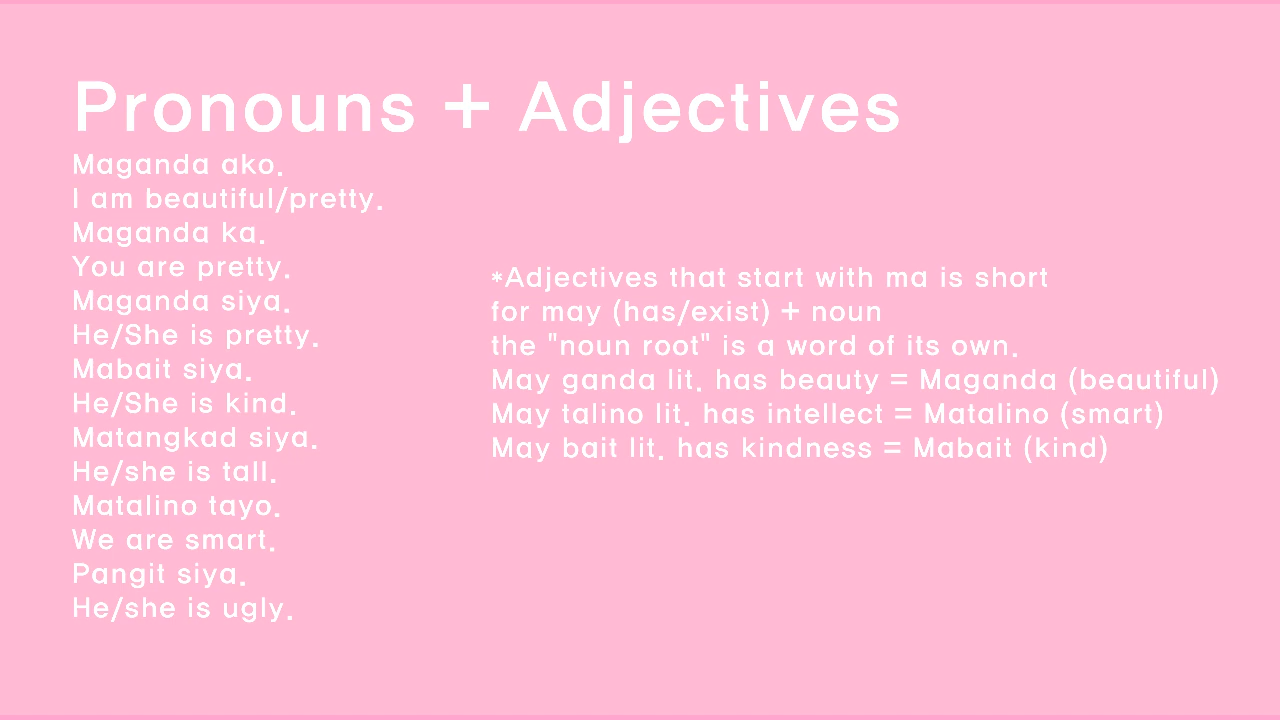 Pronouns + Adjectives
Maganda ako.
I am beautiful/pretty.
Maganda ka.
You are pretty.
Maganda siya.
He/She is pretty.
Mabait siya.
He/She is kind.
Matangkad siya.
He/she is tall.
Matalino tayo.
We are smart.
Pangit siya.
He/she is ugly.
*Adjectives that start with ma is short
for may (has/exist) + noun
the "noun root" is a word of its own.
May ganda lit. has beauty = Maganda (beautiful)
May talino lit. has intellect = Matalino (smart)
May bait lit. has kindness = Mabait (kind)